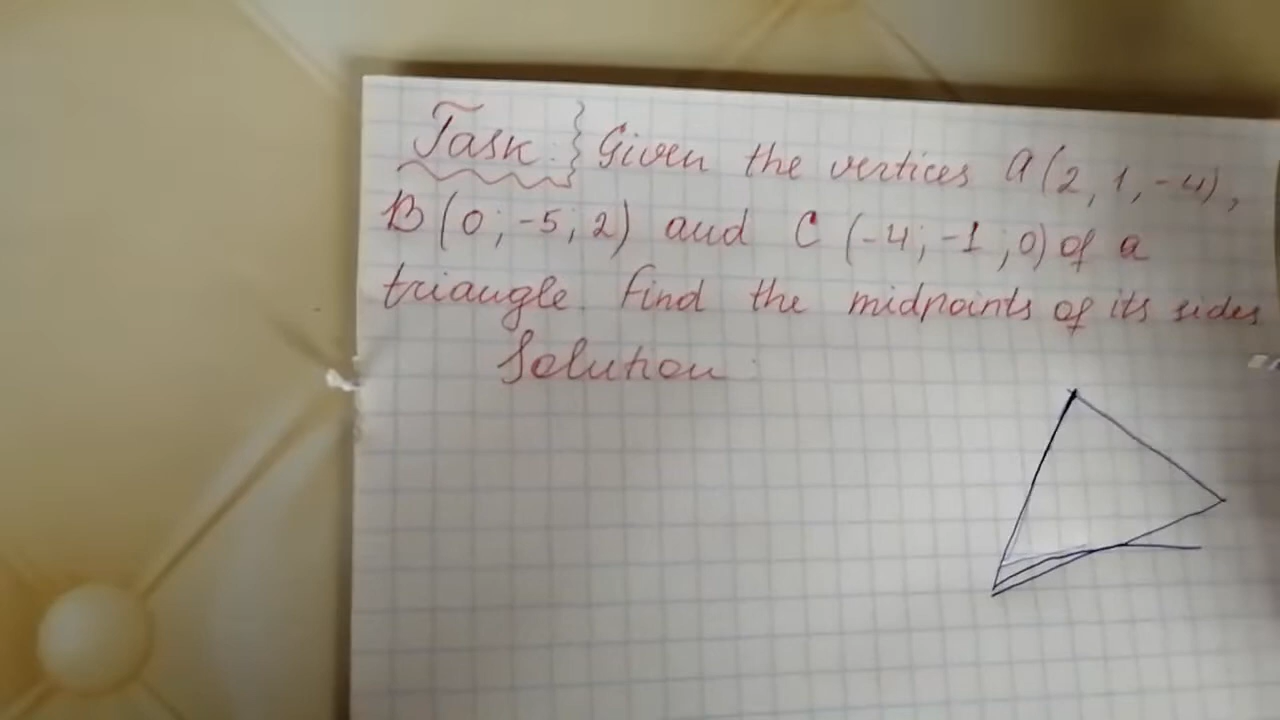 Task: Given the vertices A(2, 1, -4),
B(0; -5; 2) and C (-4; -1; 0) of a
triangle. Find the midpoints of its sides
Solution: